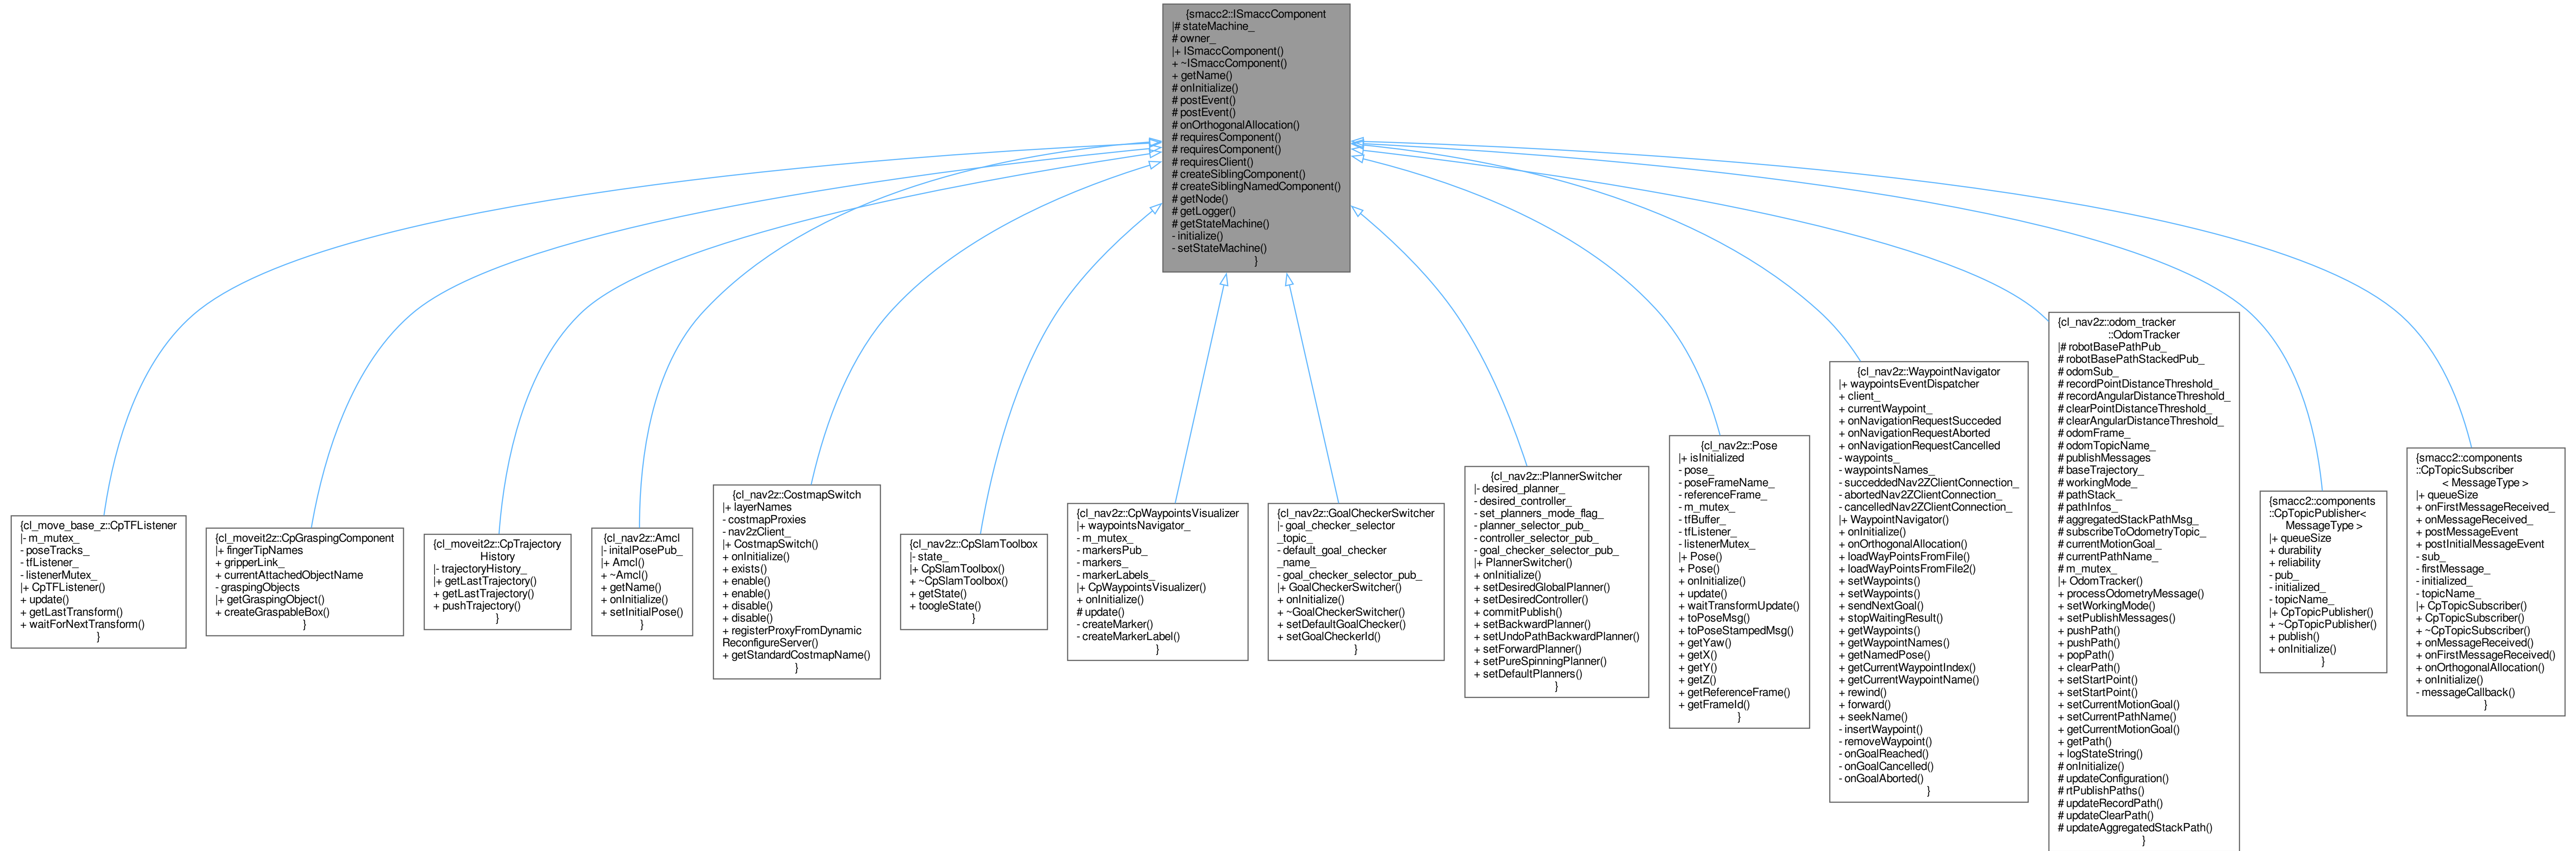 {smacc2::ISmaccComponent
|# stateMachine_
# owner_
|+ ISmaccComponent()
+ ~ISmaccComponent()
+ getName()
# onInitialize()
# postEvent()
# postEvent()
# onOrthogonalAllocation()
# requiresComponent()
# requiresComponent()
# requiresClient()
# createSiblingComponent()
# createSiblingNamedComponent()
# getNode()
# getLogger()
# getStateMachine()
- initialize()
- setStateMachine()
}
{cl_move_base_z::CpTFListener
|- m_mutex_
- poseTracks_
- tfListener_
- listenerMutex_
|+ CpTFListener()
+ update()
+ getLastTransform()
+ waitForNextTransform()
}
{cl_moveit2z::CpGraspingComponent
|+ fingerTipNames
+ gripperLink_
+ currentAttachedObjectName
- graspingObjects
|+ getGraspingObject()
+ createGraspableBox()
}
{cl_moveit2z::CpTrajectory
History
|- trajectoryHistory_
|+ getLastTrajectory()
+ getLastTrajectory()
+ pushTrajectory()
}
{cl_nav2z::Amcl
|- initalPosePub_
|+ Amcl()
+ ~Amcl()
+ getName()
+ onInitialize()
+ setInitialPose()
}
{cl_nav2z::CostmapSwitch
|+ layerNames
- costmapProxies
- nav2zClient_
|+ CostmapSwitch()
+ onInitialize()
+ exists()
+ enable()
+ enable()
+ disable()
+ disable()
+ registerProxyFromDynamic
ReconfigureServer()
+ getStandardCostmapName()
}
{cl_nav2z::CpSlamToolbox
|- state_
|+ CpSlamToolbox()
+ ~CpSlamToolbox()
+ getState()
+ toogleState()
}
{cl_nav2z::CpWaypointsVisualizer
|+ waypointsNavigator_
- m_mutex_
- markersPub_
- markers_
- markerLabels_
|+ CpWaypointsVisualizer()
+ onInitialize()
# update()
- createMarker()
- createMarkerLabel()
}
{cl_nav2z::GoalCheckerSwitcher
|- goal_checker_selector
_topic_
- default_goal_checker
_name_
- goal_checker_selector_pub_
|+ GoalCheckerSwitcher()
+ onInitialize()
+ ~GoalCheckerSwitcher()
+ setDefaultGoalChecker()
+ setGoalCheckerId()
}
{cl_nav2z::PlannerSwitcher
|- desired_planner_
- desired_controller_
- set_planners_mode_flag_
- planner_selector_pub_
- controller_selector_pub_
- goal_checker_selector_pub_
|+ PlannerSwitcher()
+ onInitialize()
+ setDesiredGlobalPlanner()
+ setDesiredController()
+ commitPublish()
+ setBackwardPlanner()
+ setUndoPathBackwardPlanner()
+ setForwardPlanner()
+ setPureSpinningPlanner()
+ setDefaultPlanners()
}
{cl_nav2z::Pose
|+ isInitialized
- pose_
- poseFrameName_
- referenceFrame_
- m_mutex_
- tfBuffer_
- tfListener_
- listenerMutex_
|+ Pose()
+ Pose()
+ onInitialize()
+ update()
+ waitTransformUpdate()
+ toPoseMsg()
+ toPoseStampedMsg()
+ getYaw()
+ getX()
+ getY()
+ getZ()
+ getReferenceFrame()
+ getFrameId()
}
{cl_nav2z::WaypointNavigator
|+ waypointsEventDispatcher
+ client_
+ currentWaypoint_
+ onNavigationRequestSucceded
+ onNavigationRequestAborted
+ onNavigationRequestCancelled
- waypoints_
- waypointsNames_
- succeddedNav2ZClientConnection_
- abortedNav2ZClientConnection_
- cancelledNav2ZClientConnection_
|+ WaypointNavigator()
+ onInitialize()
+ onOrthogonalAllocation()
+ loadWayPointsFromFile()
+ loadWayPointsFromFile2()
+ setWaypoints()
+ setWaypoints()
+ sendNextGoal()
+ stopWaitingResult()
+ getWaypoints()
+ getWaypointNames()
+ getNamedPose()
+ getCurrentWaypointIndex()
+ getCurrentWaypointName()
+ rewind()
+ forward()
+ seekName()
- insertWaypoint()
- removeWaypoint()
- onGoalReached()
- onGoalCancelled()
- onGoalAborted()
}
{cl_nav2z::odom_tracker
::OdomTracker
|# robotBasePathPub_
# robotBasePathStackedPub_
# odomSub_
# recordPointDistanceThreshold_
# recordAngularDistanceThreshold_
# clearPointDistanceThreshold_
# clearAngularDistanceThreshold_
# odomFrame_
# odomTopicName_
# publishMessages
# baseTrajectory_
# workingMode_
# pathStack_
# pathInfos_
# aggregatedStackPathMsg_
# subscribeToOdometryTopic_
# currentMotionGoal_
# currentPathName_
# m_mutex_
|+ OdomTracker()
+ processOdometryMessage()
+ setWorkingMode()
+ setPublishMessages()
+ pushPath()
+ pushPath()
+ popPath()
+ clearPath()
+ setStartPoint()
+ setStartPoint()
+ setCurrentMotionGoal()
+ setCurrentPathName()
+ getCurrentMotionGoal()
+ getPath()
+ logStateString()
# onInitialize()
# updateConfiguration()
# rtPublishPaths()
# updateRecordPath()
# updateClearPath()
# updateAggregatedStackPath()
}
{smacc2::components
::CpTopicPublisher<
MessageType >
|+ queueSize
+ durability
+ reliability
- pub_
- initialized_
- topicName_
|+ CpTopicPublisher()
+ ~CpTopicPublisher()
+ publish()
+ onInitialize()
}
{smacc2::components
::CpTopicSubscriber
< MessageType >
|+ queueSize
+ onFirstMessageReceived_
+ onMessageReceived_
+ postMessageEvent
+ postInitialMessageEvent
- sub_
- firstMessage_
- initialized_
- topicName_
|+ CpTopicSubscriber()
+ CpTopicSubscriber()
+ ~CpTopicSubscriber()
+ onMessageReceived()
+ onFirstMessageReceived()
+ onOrthogonalAllocation()
+ onInitialize()
- messageCallback()
}